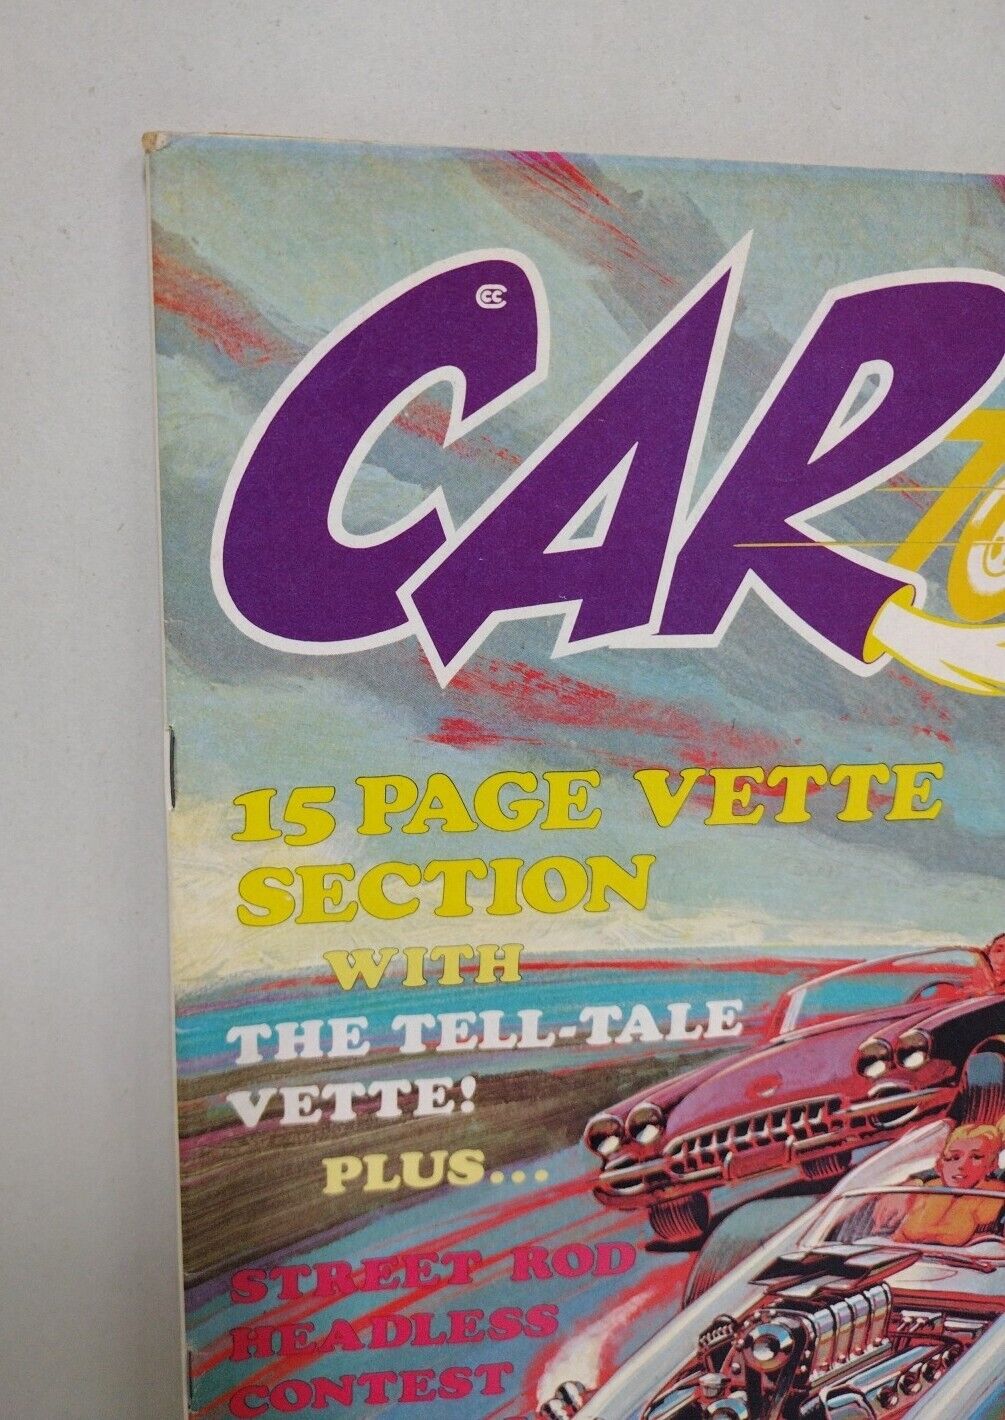 CAR
15 PAGE VETTE
SECTION
WITH
THE TELL-TALE
VETTE!
PLUS...
STREET ROD
HEADLESS
CONTEST